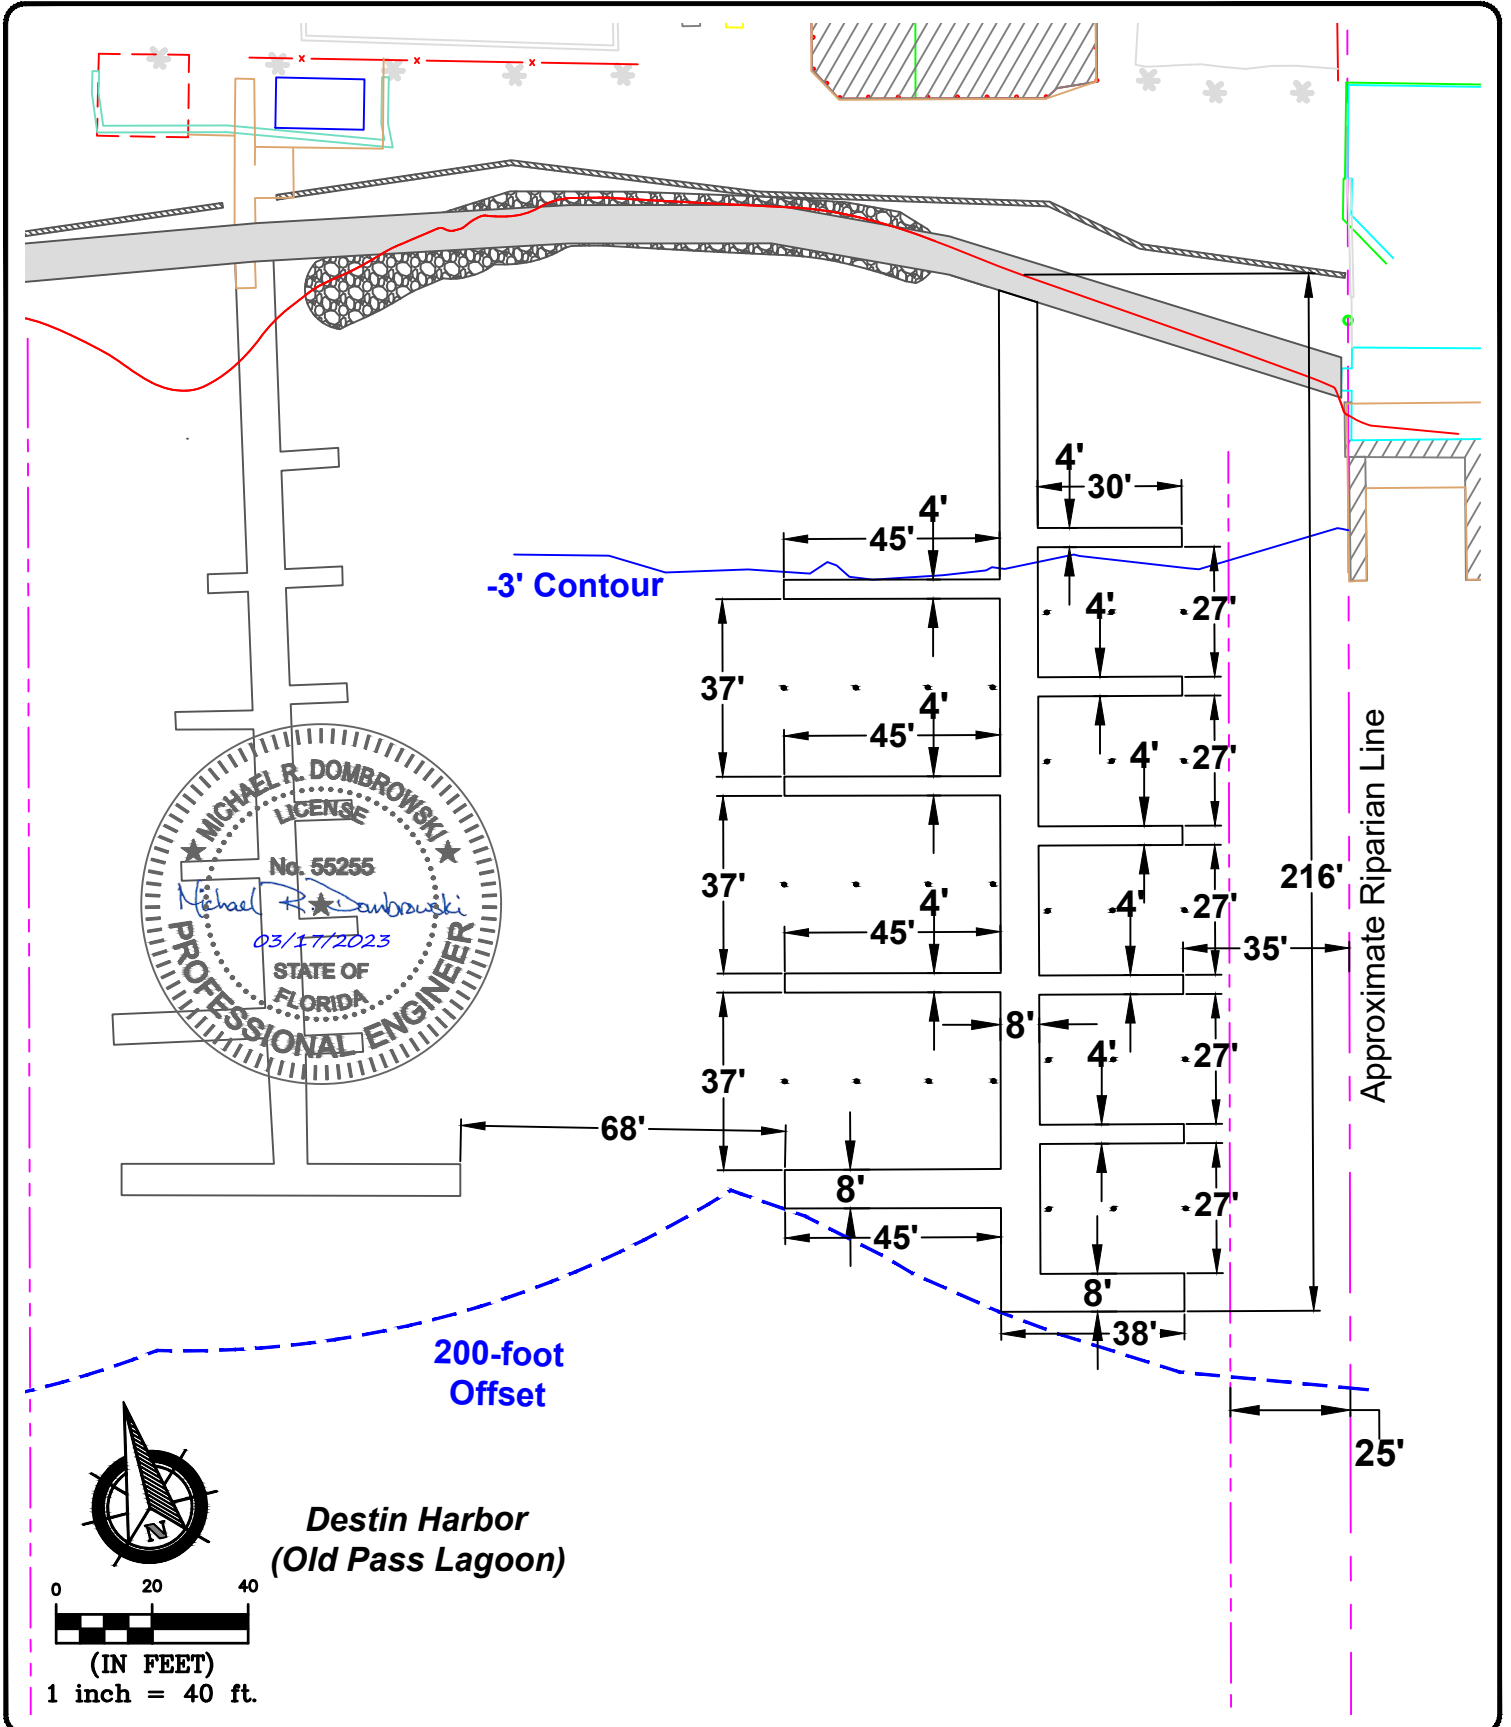 4'
30'
4'
45'
-3' Contour
4'
27'
37'
4'
45'
4'
27'
Approximate Riparian Line
MICHAEL R. DOMBROWSKI
LICENSE
No. 55255
Michael R. Dombrowski
03/17/2023
STATE OF
FLORIDA
PROFESSIONAL ENGINEER
37'
4'
45'
4'
27'
216'
35'
8'
4'
27'
37'
68'
8'
45'
27'
8'
38'
200-foot
Offset
25'
N
Destin Harbor
(Old Pass Lagoon)
0 20 40
(IN FEET)
1 inch = 40 ft.